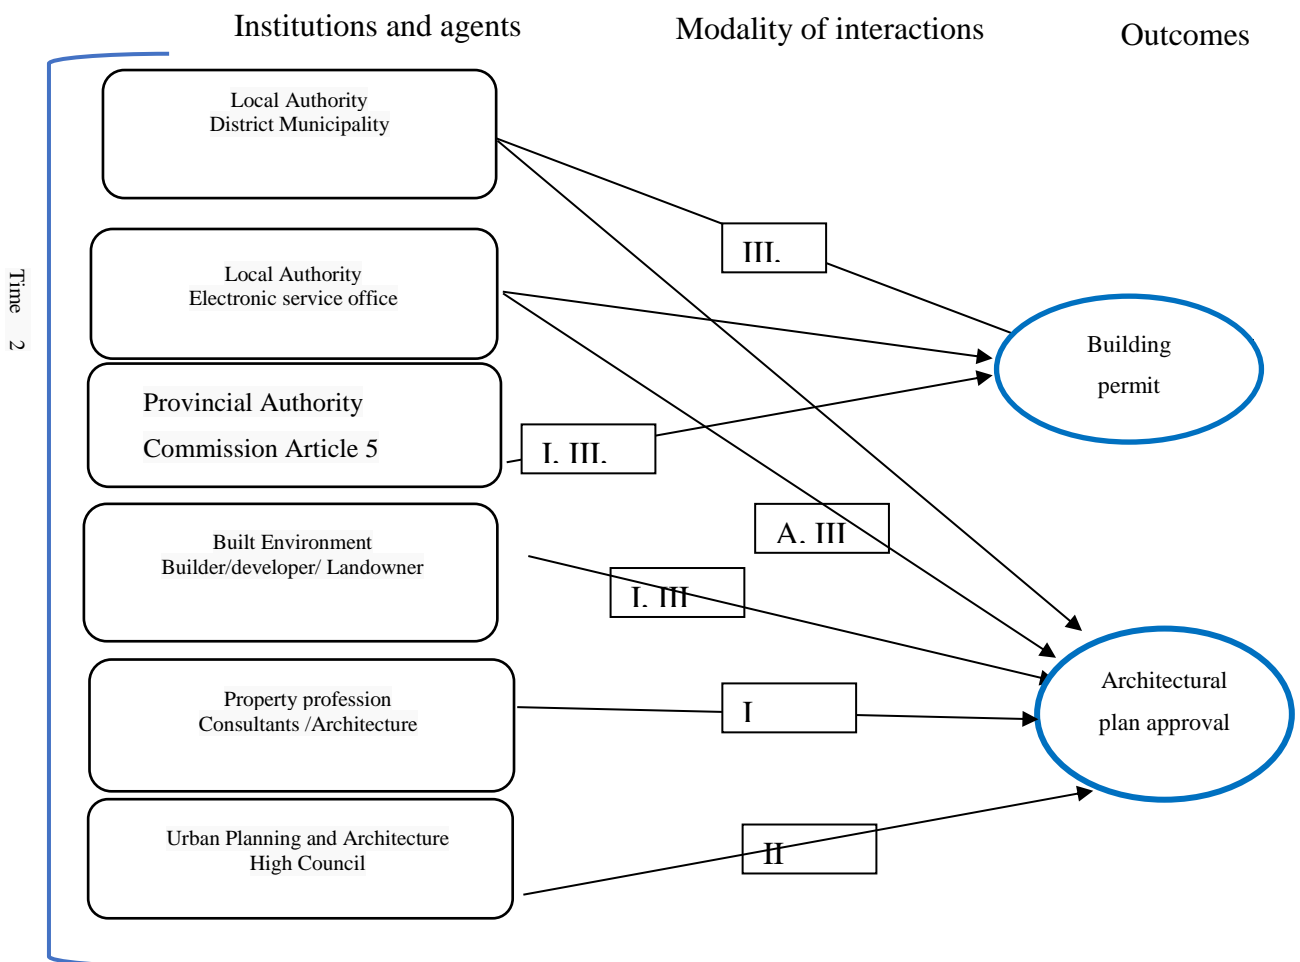 Institutions and agents
Modality of interactions
Outcomes
Time 2
Local Authority
District Municipality
III.
Local Authority
Electronic service office
Building
permit
Provincial Authority
Commission Article 5
I. III.
A. III
Built Environment
Builder/developer/ Landowner
I. III
Property profession
Consultants /Architecture
I
Architectural
plan approval
Urban Planning and Architecture
High Council
II